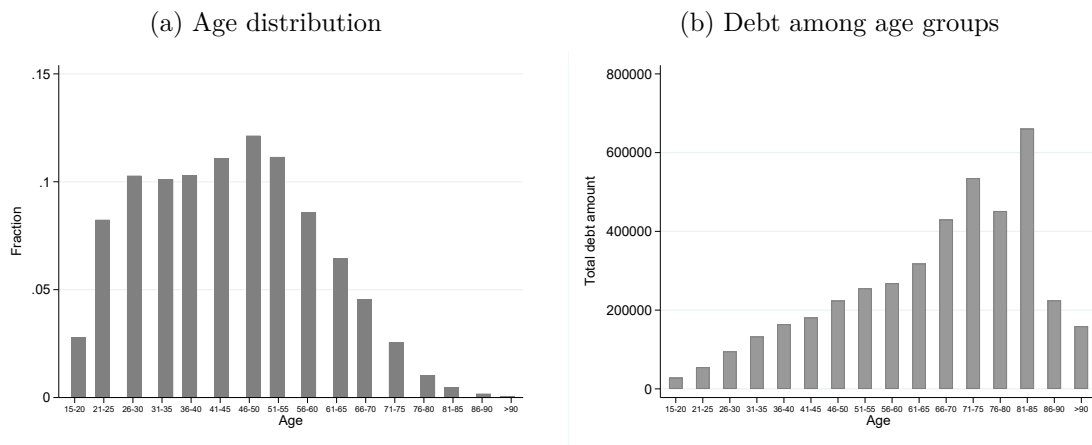 (a) Age distribution
.15
.1
.05
0
Fraction
15-20 21-25 26-30 31-35 36-40 41-45 46-50 51-55 56-60 61-65 66-70 71-75 76-80 81-85 86-90 >90
Age
(b) Debt among age groups
800000
600000
400000
200000
0
Total debt amount
15-20 21-25 26-30 31-35 36-40 41-45 46-50 51-55 56-60 61-65 66-70 71-75 76-80 81-85 86-90 >90
Age